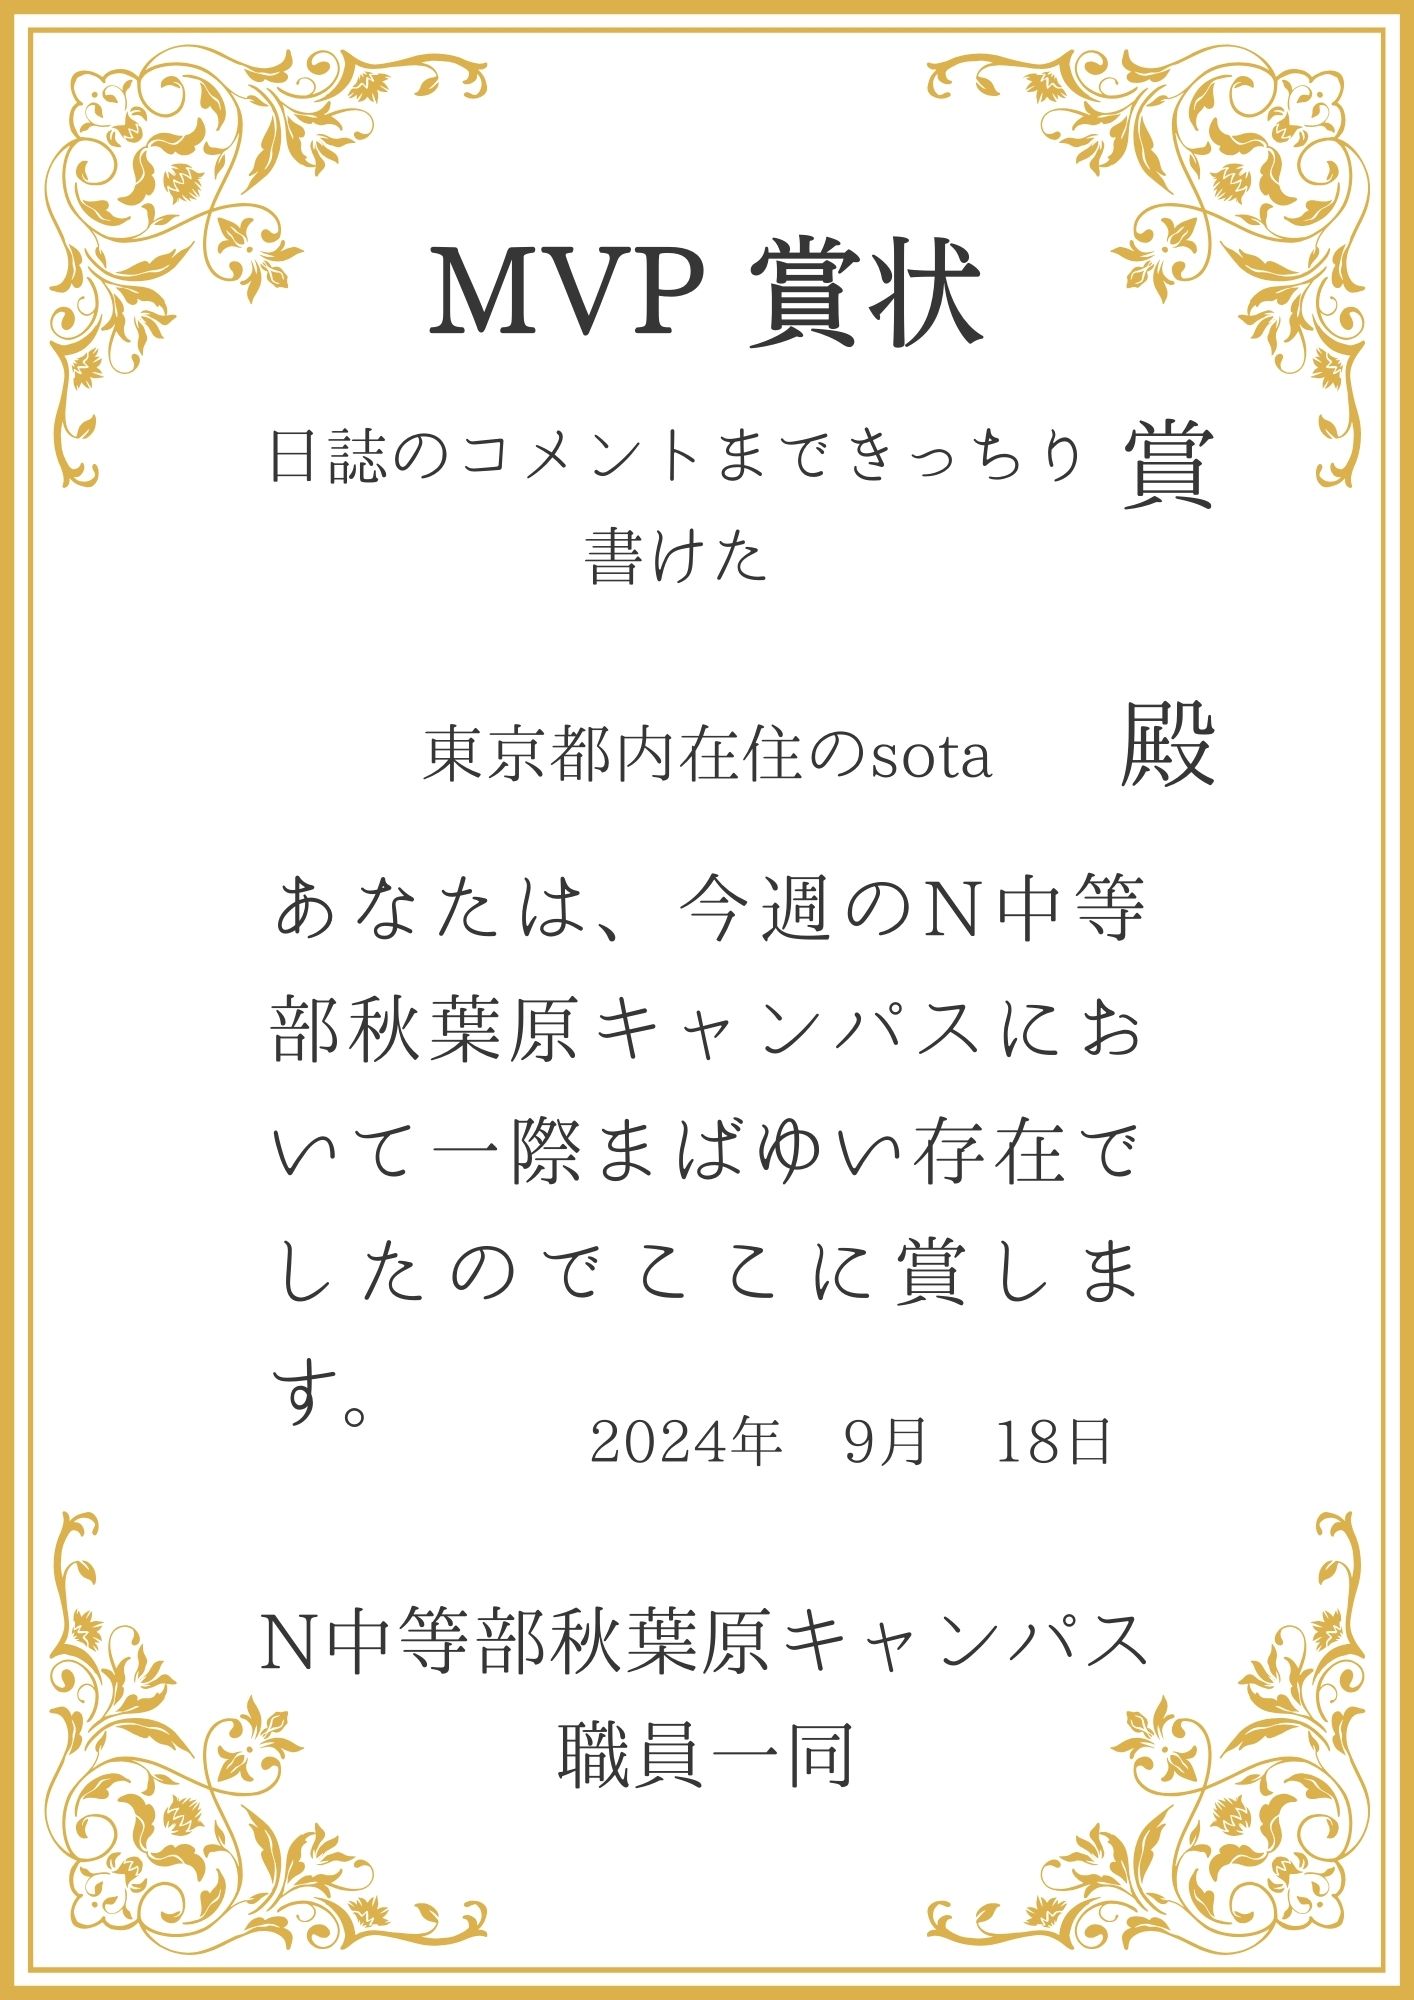 MVP 賞状
日誌のコメントまできっちり 賞
書けた
東京都内在住のsota 殿
あなたは、今週のN中等
部秋葉原キャンパスにお
いて一際まばゆい存在で
したのでここに賞しま
す。
2024年　9月　18日
N中等部秋葉原キャンパス
職員一同